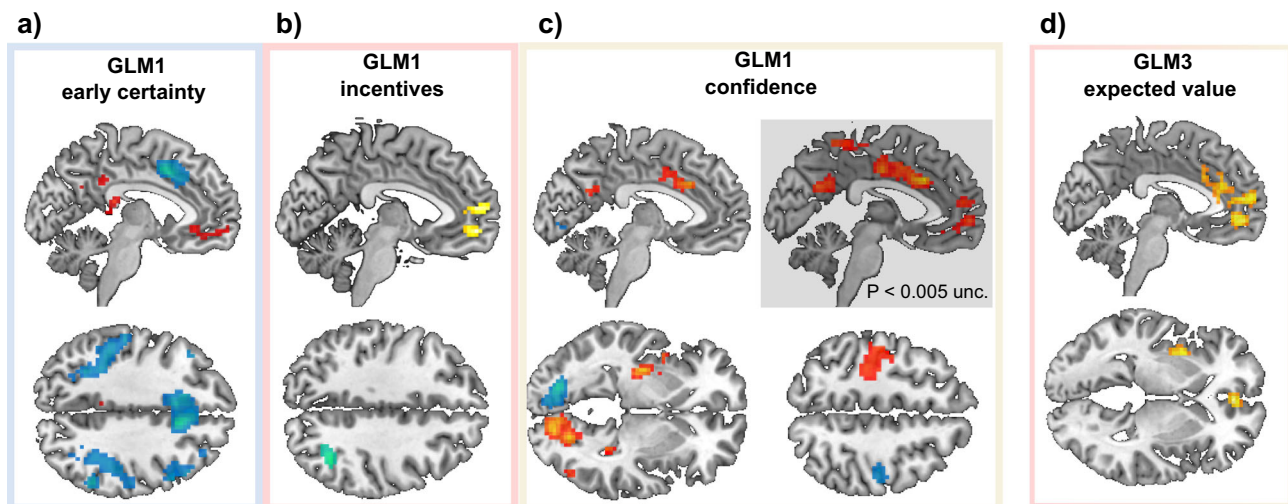 a)
GLM1
early certainty
b)
GLM1
incentives
c)
GLM1
confidence
P < 0.005 unc.
d)
GLM3
expected value